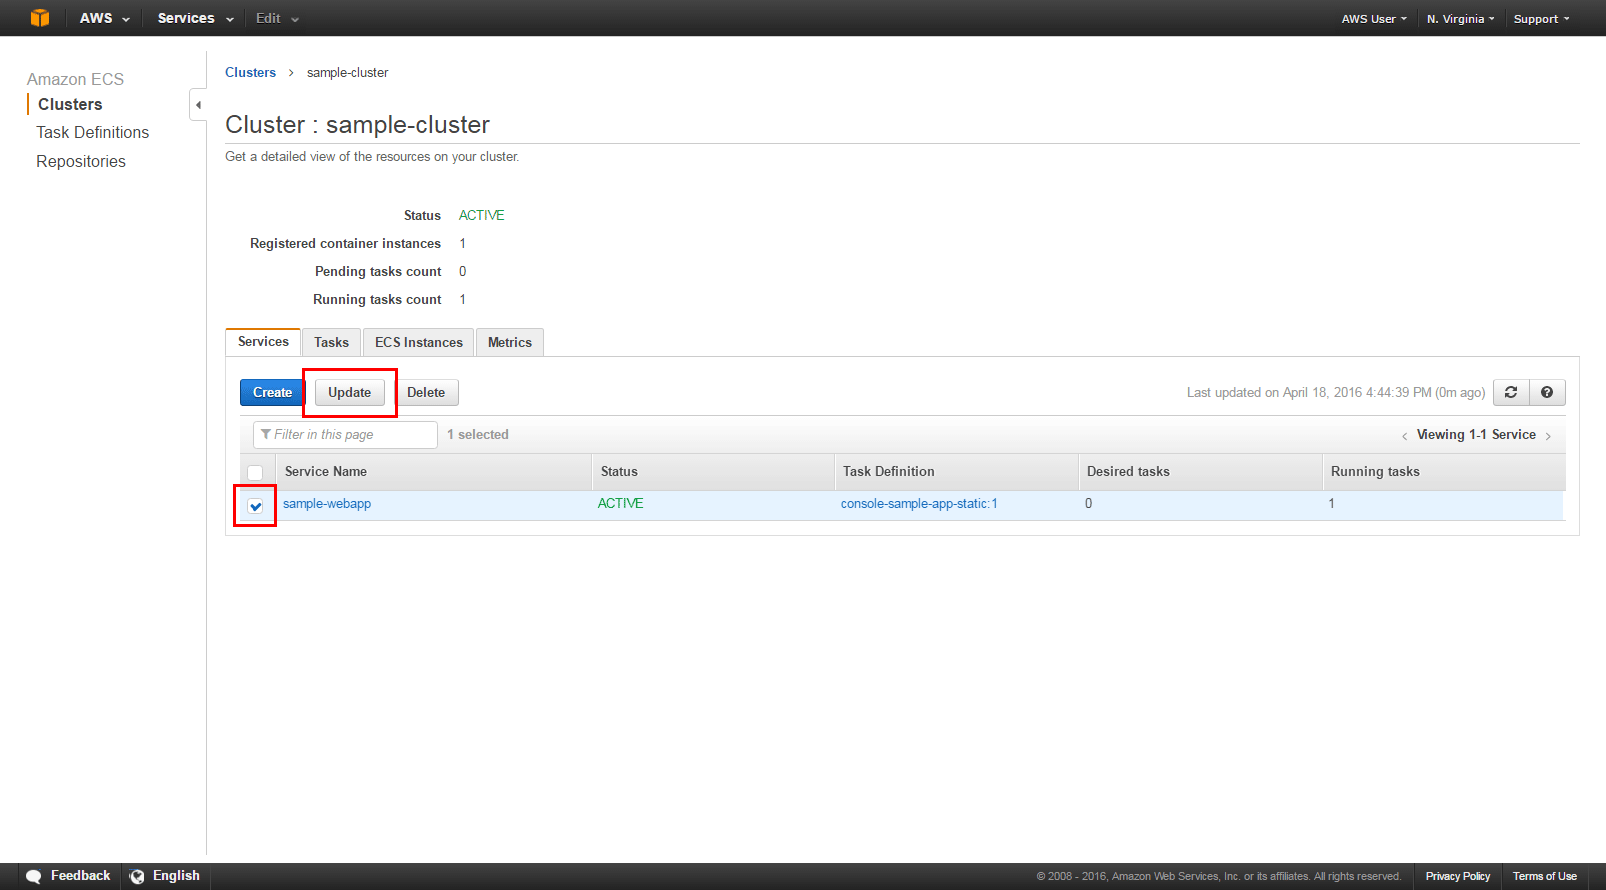 AWS Services Edit AWS User N. Virginia Support
Amazon ECS
Clusters
Task Definitions
Repositories
Clusters > sample-cluster
Cluster : sample-cluster
Get a detailed view of the resources on your cluster.
Status ACTIVE
Registered container instances 1
Pending tasks count 0
Running tasks count 1
Services Tasks ECS Instances Metrics
Create Update Delete Last updated on April 18, 2016 4:44:39 PM (0m ago)
Filter in this page 1 selected < Viewing 1-1 Service >
Service Name Status Task Definition Desired tasks Running tasks
sample-webapp ACTIVE console-sample-app-static:1 0 1
Feedback English © 2008 - 2016, Amazon Web Services, Inc. or its affiliates. All rights reserved. Privacy Policy Terms of Use